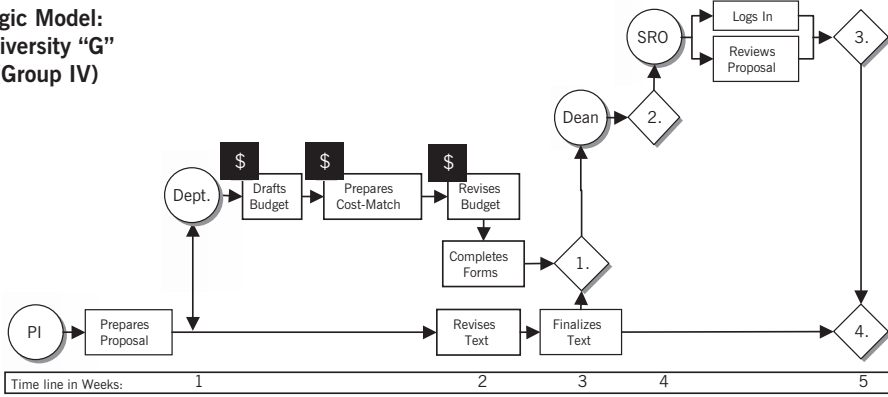 gic Model:
iversity “G”
Group IV)
SRO
Logs In
Reviews
Proposal
3.
Dean
2.
$
$
$
Dept.
Drafts
Budget
Prepares
Cost-Match
Revises
Budget
Completes
Forms
1.
PI
Prepares
Proposal
Revises
Text
Finalizes
Text
4.
Time line in Weeks: 1 2 3 4 5